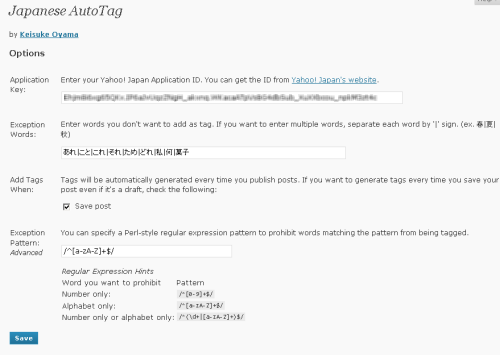 Japanese AutoTag
by Keisuke Oyama
Options
Application Key:
Enter your Yahoo! Japan Application ID. You can get the ID from Yahoo! Japan's website.
Exception Words:
Enter words you don't want to add as tag. If you want to enter multiple words, separate each word by '|' sign. (ex. 春|夏|秋)
あれ|こと|これ|それ|ため|どれ|私|何|菓子
Add Tags When:
Tags will be automatically generated every time you publish posts. If you want to generate tags every time you save your post even if it's a draft, check the following:
Save post
Exception Pattern: Advanced
You can specify a Perl-style regular expression pattern to prohibit words matching the pattern from being tagged.
/^[a-zA-Z]+$/
Regular Expression Hints
Word you want to prohibit Pattern
Number only: /^[0-9]+$/
Alphabet only: /^[a-zA-Z]+$/
Number only or alphabet only: /^(\d+|[a-zA-Z]+)$/
Save